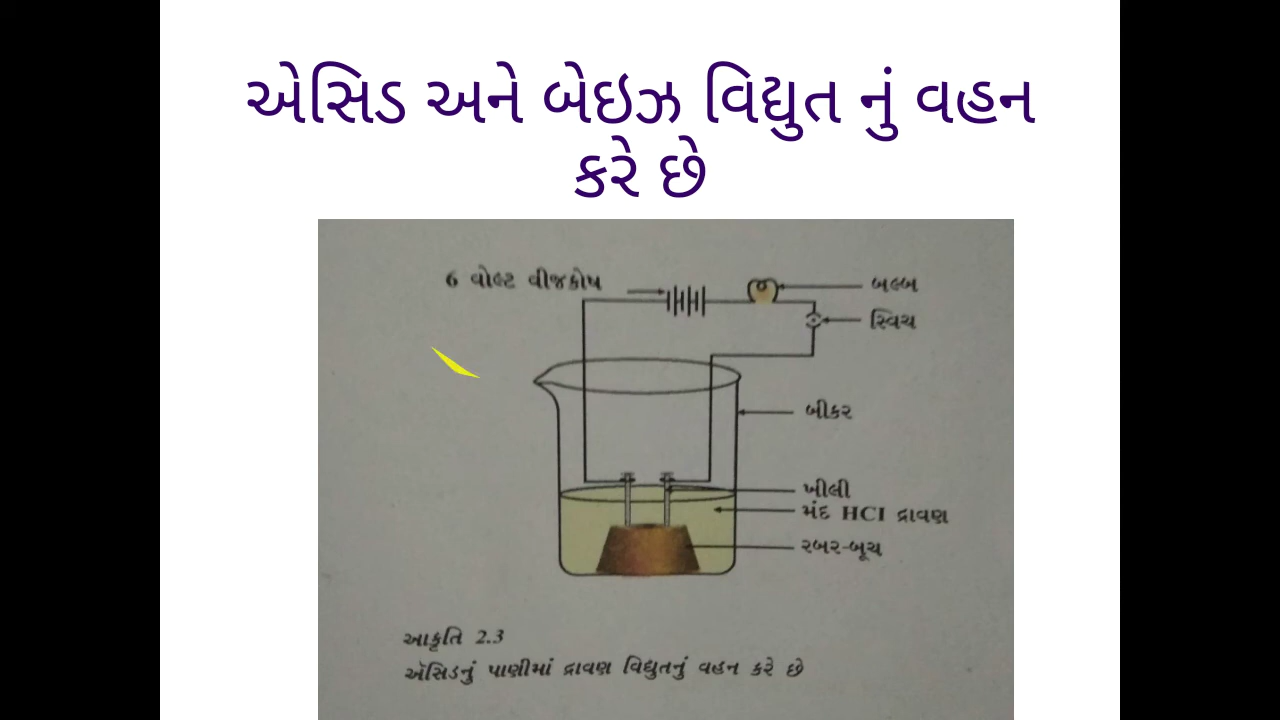 એસિડ અને બેઇઝ વિદ્યુત નું વહન
કરે છે
6 વોલ્ટ વીજકોષ
બલ્બ
સ્વિચ
બીકર
ખીલી
મંદ HCl દ્રાવણ
રબર-બૂચ
આકૃતિ 2.3
ઍસિડનું પાણીમાં દ્રાવણ વિદ્યુતનું વહન કરે છે